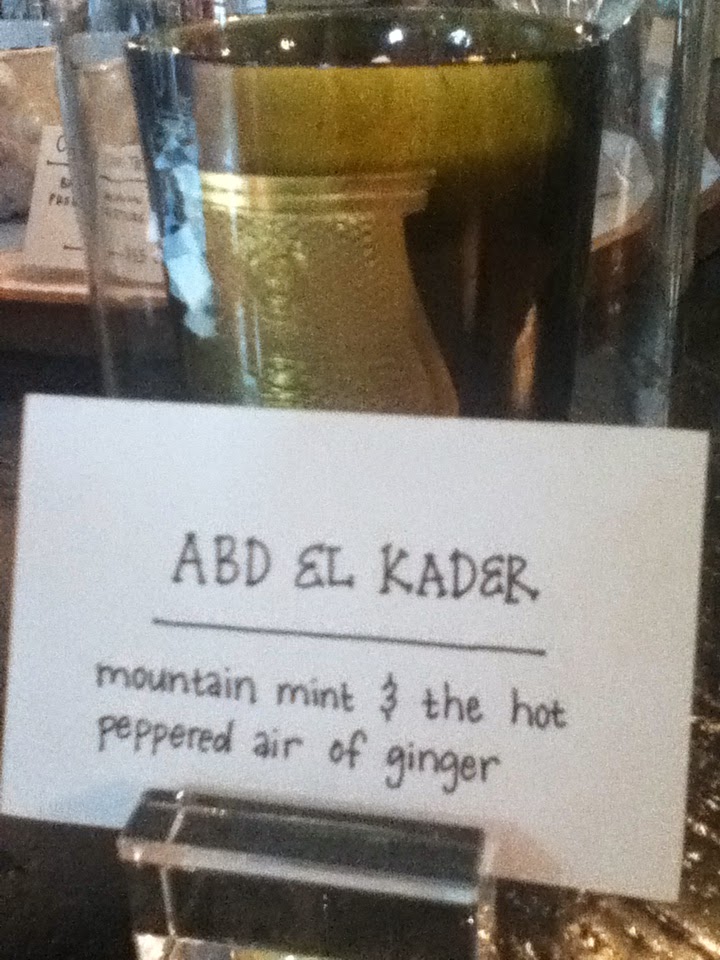 ABD EL KADER
mountain mint & the hot
peppered air of ginger